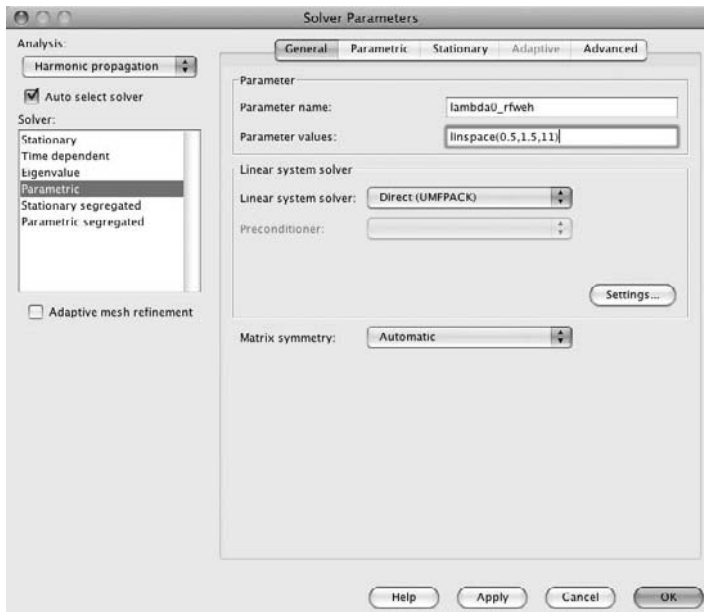 Solver Parameters
Analysis:
Harmonic propagation
Auto select solver
Solver:
Stationary
Time dependent
Eigenvalue
Parametric
Stationary segregated
Parametric segregated
Adaptive mesh refinement
General Parametric Stationary Adaptive Advanced
Parameter
Parameter name: lambda0_rfweh
Parameter values: linspace(0.5,1.5,11)
Linear system solver
Linear system solver: Direct (UMFPACK)
Preconditioner:
Settings...
Matrix symmetry: Automatic
Help Apply Cancel OK